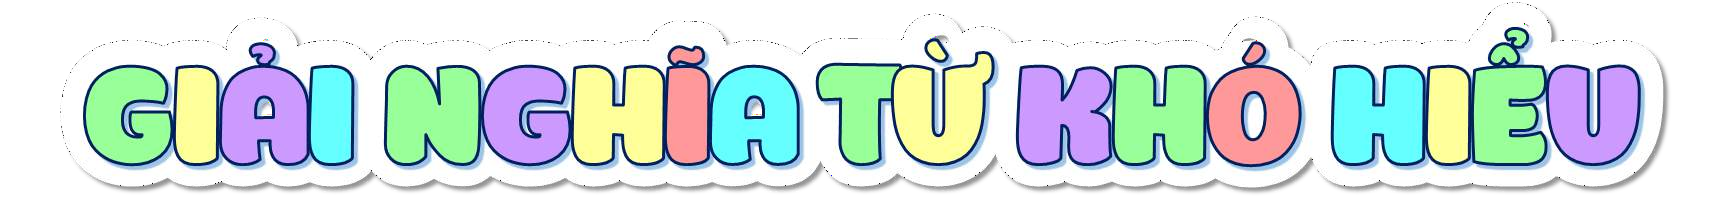 GIẢI NGHĨA TỪ KHÓ HIỂU